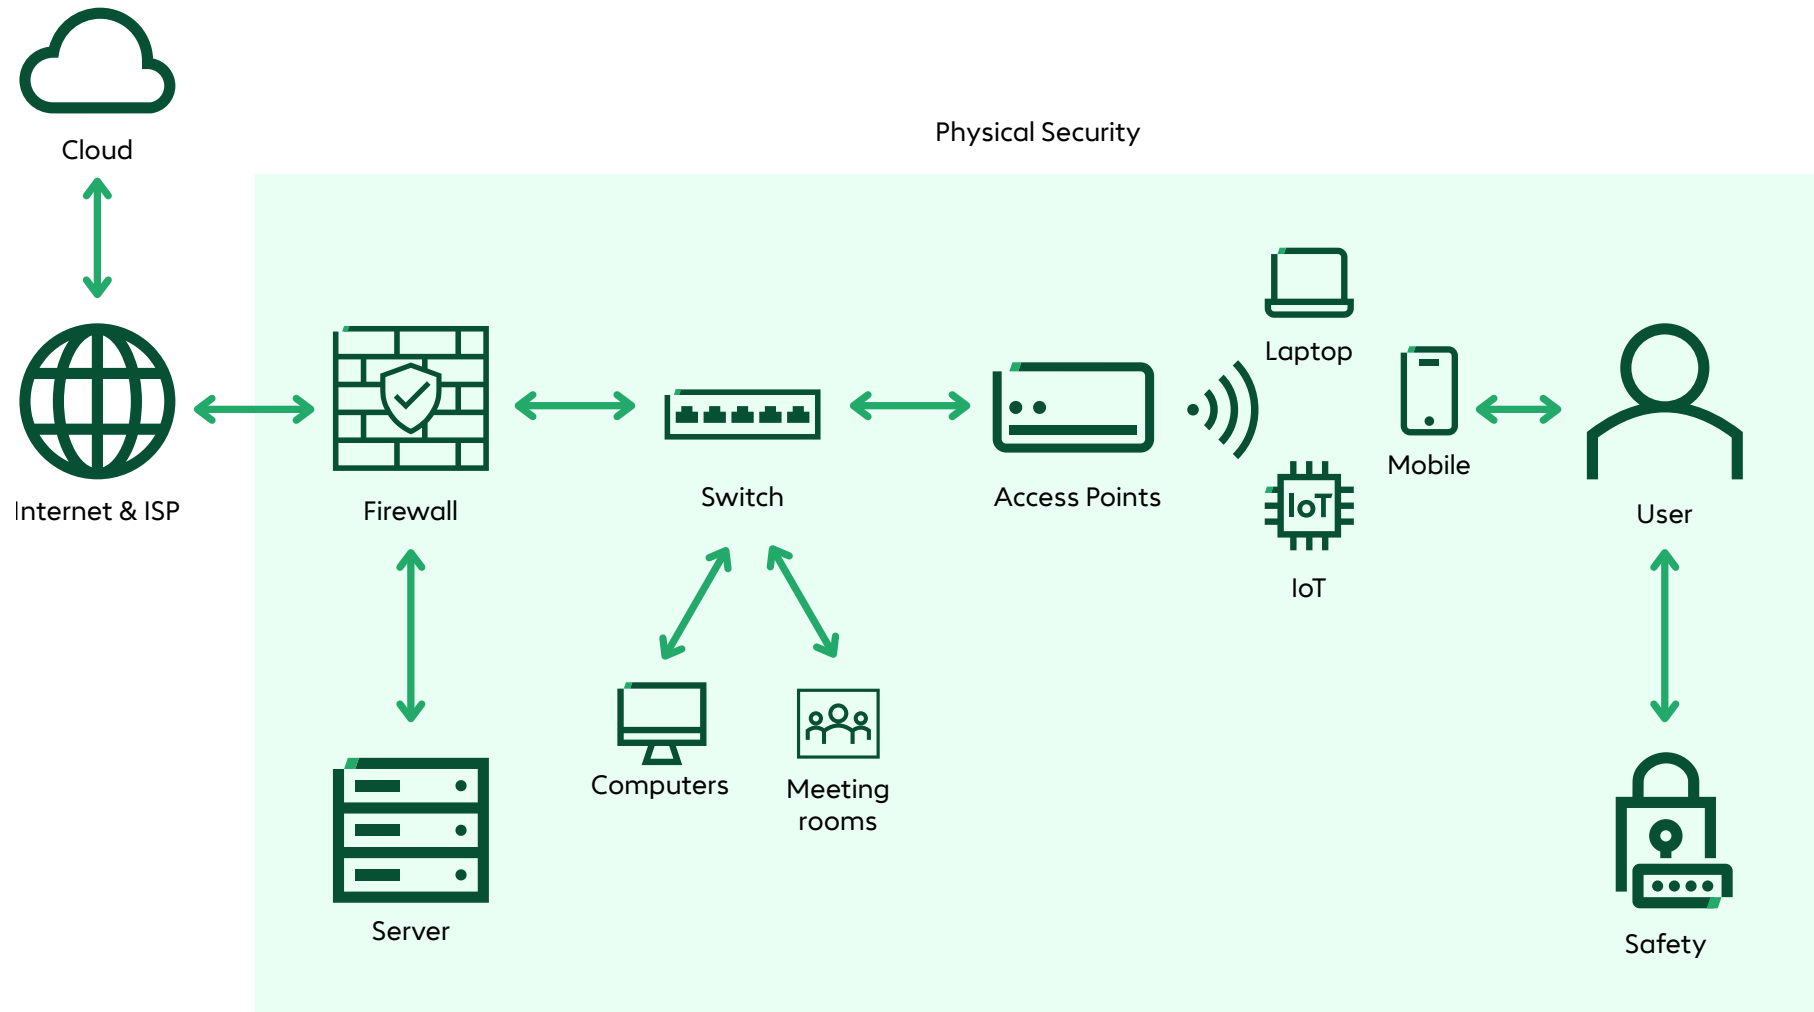 Cloud
Physical Security
Laptop
Mobile
Internet & ISP
Firewall
Switch
Access Points
IoT
IoT
User
Computers
Meeting
rooms
Server
Safety